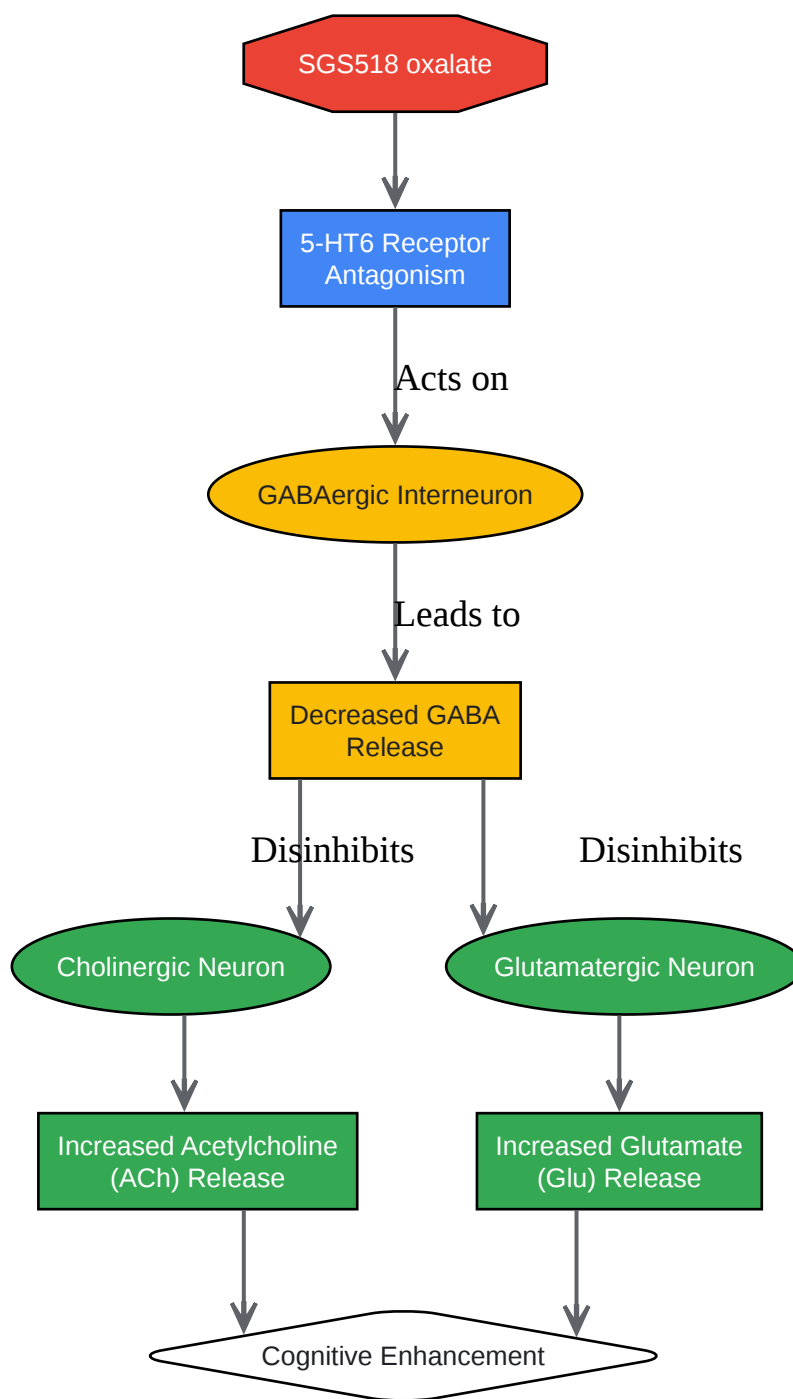 SGS518 oxalate
5-HT6 Receptor
Antagonism
Acts on
GABAergic Interneuron
Leads to
Decreased GABA
Release
Disinhibits
Disinhibits
Cholinergic Neuron
Glutamatergic Neuron
Increased Acetylcholine
(ACh) Release
Increased Glutamate
(Glu) Release
Cognitive Enhancement